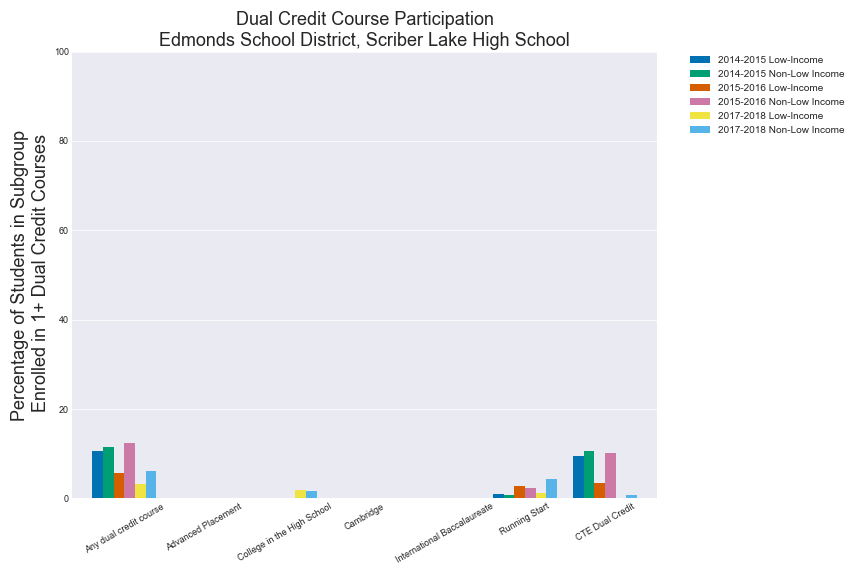 Dual Credit Course Participation
Edmonds School District, Scriber Lake High School
Percentage of Students in Subgroup
Enrolled in 1+ Dual Credit Courses
100
80
60
40
20
0
Any dual credit course
Advanced Placement
College in the High School
Cambridge
International Baccalaureate
Running Start
CTE Dual Credit
2014-2015 Low-Income
2014-2015 Non-Low Income
2015-2016 Low-Income
2015-2016 Non-Low Income
2017-2018 Low-Income
2017-2018 Non-Low Income